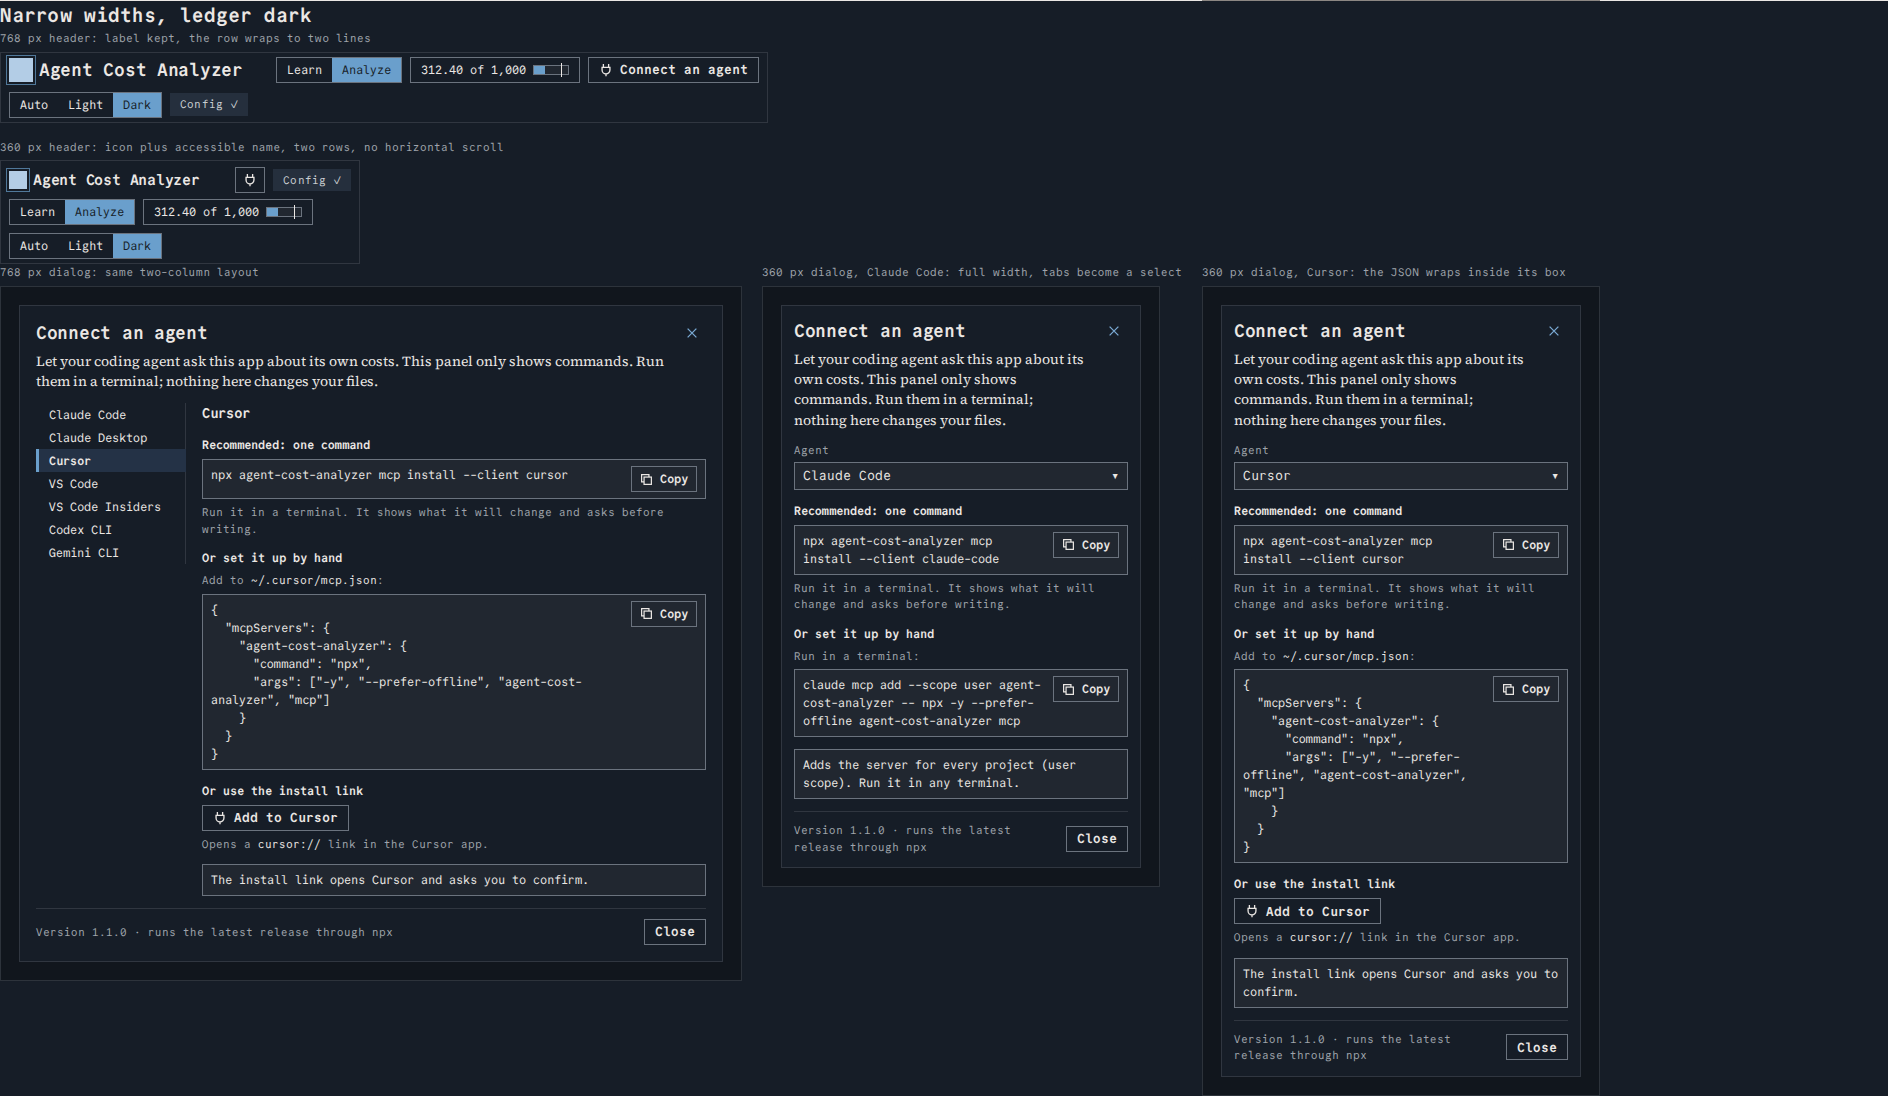 Narrow widths, ledger dark
768 px header: label kept, the row wraps to two lines
Agent Cost Analyzer
Learn Analyze
312.40 of 1,000
Connect an agent
Auto Light Dark
Config ✓
360 px header: icon plus accessible name, two rows, no horizontal scroll
Agent Cost Analyzer
Config ✓
Learn Analyze
312.40 of 1,000
Auto Light Dark
768 px dialog: same two-column layout
Connect an agent
×
Let your coding agent ask this app about its own costs. This panel only shows commands. Run
them in a terminal; nothing here changes your files.
Claude Code
Claude Desktop
Cursor
VS Code
VS Code Insiders
Codex CLI
Gemini CLI
Cursor
Recommended: one command
npx agent-cost-analyzer mcp install --client cursor
Copy
Run it in a terminal. It shows what it will change and asks before
writing.
Or set it up by hand
Add to ~/.cursor/mcp.json:
{
Copy
"mcpServers": {
"agent-cost-analyzer": {
"command": "npx",
"args": ["-y", "--prefer-offline", "agent-cost-
analyzer", "mcp"]
}
}
}
Or use the install link
Add to Cursor
Opens a cursor:// link in the Cursor app.
The install link opens Cursor and asks you to confirm.
Version 1.1.0 · runs the latest release through npx
Close
360 px dialog, Claude Code: full width, tabs become a select
Connect an agent
×
Let your coding agent ask this app about its
own costs. This panel only shows
commands. Run them in a terminal;
nothing here changes your files.
Agent
Claude Code ▾
Recommended: one command
npx agent-cost-analyzer mcp
install --client claude-code
Copy
Run it in a terminal. It shows what it will
change and asks before writing.
Or set it up by hand
Run in a terminal:
claude mcp add --scope user agent-
cost-analyzer -- npx -y --prefer-
offline agent-cost-analyzer mcp
Copy
Adds the server for every project (user
scope). Run it in any terminal.
Version 1.1.0 · runs the latest
release through npx
Close
360 px dialog, Cursor: the JSON wraps inside its box
Connect an agent
×
Let your coding agent ask this app about its
own costs. This panel only shows
commands. Run them in a terminal;
nothing here changes your files.
Agent
Cursor ▾
Recommended: one command
npx agent-cost-analyzer mcp
install --client cursor
Copy
Run it in a terminal. It shows what it will
change and asks before writing.
Or set it up by hand
Add to ~/.cursor/mcp.json:
{
Copy
"mcpServers": {
"agent-cost-analyzer": {
"command": "npx",
"args": ["-y", "--prefer-
offline", "agent-cost-analyzer",
"mcp"]
}
}
}
Or use the install link
Add to Cursor
Opens a cursor:// link in the Cursor app.
The install link opens Cursor and asks you to
confirm.
Version 1.1.0 · runs the latest
release through npx
Close